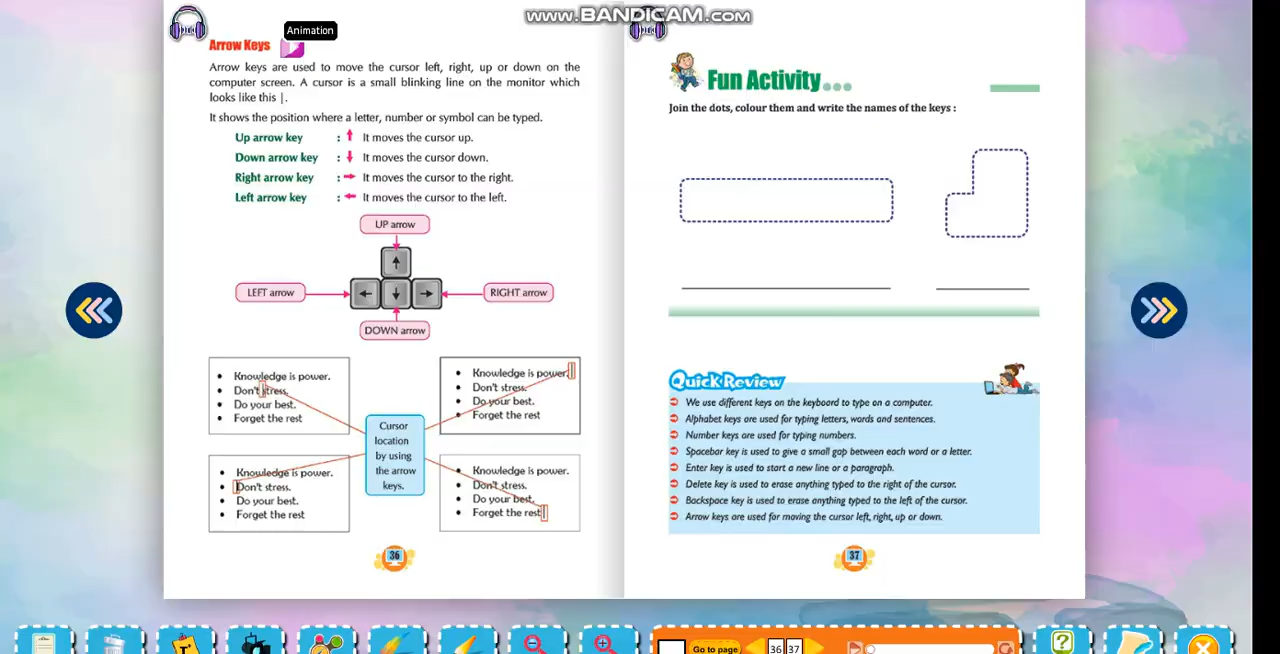 www.BANDICAM.com
Animation
Arrow Keys
Arrow keys are used to move the cursor left, right, up or down on the
computer screen. A cursor is a small blinking line on the monitor which
looks like this |.
It shows the position where a letter, number or symbol can be typed.
Up arrow key : ↑ It moves the cursor up.
Down arrow key : ↓ It moves the cursor down.
Right arrow key : → It moves the cursor to the right.
Left arrow key : ← It moves the cursor to the left.
UP arrow
LEFT arrow
RIGHT arrow
DOWN arrow
• Knowledge is power.
• Don't stress.
• Do your best.
• Forget the rest
• Knowledge is power.
• Don't stress.
• Do your best.
• Forget the rest
Cursor
location
by using
the arrow
keys.
• Knowledge is power.
• Don't stress.
• Do your best.
• Forget the rest
• Knowledge is power.
• Don't stress.
• Do your best.
• Forget the rest
36
Fun Activity...
Join the dots, colour them and write the names of the keys :
Quick Review
We use different keys on the keyboard to type on a computer.
Alphabet keys are used for typing letters, words and sentences.
Number keys are used for typing numbers.
Spacebar key is used to give a small gap between each word or a letter.
Enter key is used to start a new line or a paragraph.
Delete key is used to erase anything typed to the right of the cursor.
Backspace key is used to erase anything typed to the left of the cursor.
Arrow keys are used for moving the cursor left, right, up or down.
37
Go to page
36 37